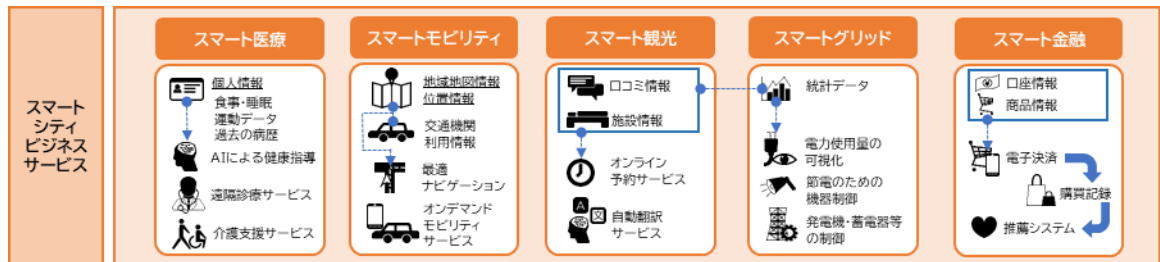 スマート
シティ
ビジネス
サービス
スマート医療
個人情報
食事・睡眠
運動データ
過去の病歴
AIによる健康指導
遠隔診療サービス
介護支援サービス
スマートモビリティ
地域地図情報
位置情報
交通機関
利用情報
最適
ナビゲーション
オンデマンド
モビリティ
サービス
スマート観光
口コミ情報
施設情報
オンライン
予約サービス
A
文
自動翻訳
サービス
スマートグリッド
統計データ
電力使用量の
可視化
節電のための
機器制御
発電機・蓄電器等
の制御
スマート金融
口座情報
商品情報
電子決済
購買記録
推薦システム